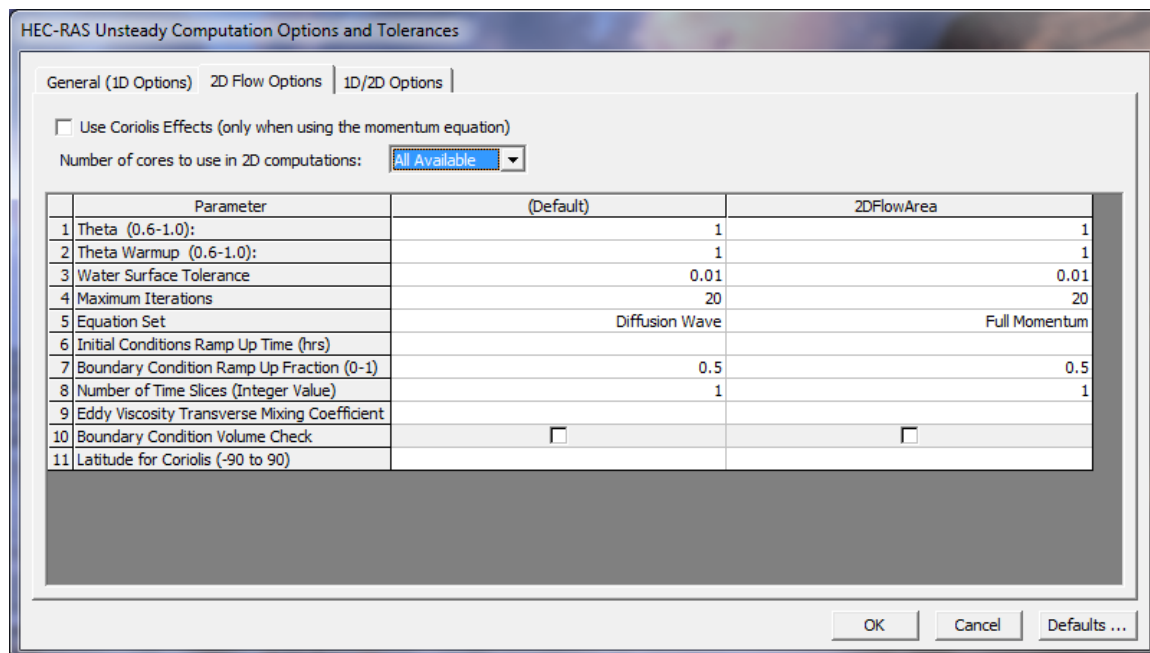 HEC-RAS Unsteady Computation Options and Tolerances
General (1D Options) 2D Flow Options 1D/2D Options
Use Coriolis Effects (only when using the momentum equation)
Number of cores to use in 2D computations: All Available
Parameter (Default) 2DFlowArea
1 Theta (0.6-1.0): 1 1
2 Theta Warmup (0.6-1.0): 1 1
3 Water Surface Tolerance 0.01 0.01
4 Maximum Iterations 20 20
5 Equation Set Diffusion Wave Full Momentum
6 Initial Conditions Ramp Up Time (hrs)
7 Boundary Condition Ramp Up Fraction (0-1) 0.5 0.5
8 Number of Time Slices (Integer Value) 1 1
9 Eddy Viscosity Transverse Mixing Coefficient
10 Boundary Condition Volume Check
11 Latitude for Coriolis (-90 to 90)
OK Cancel Defaults ...